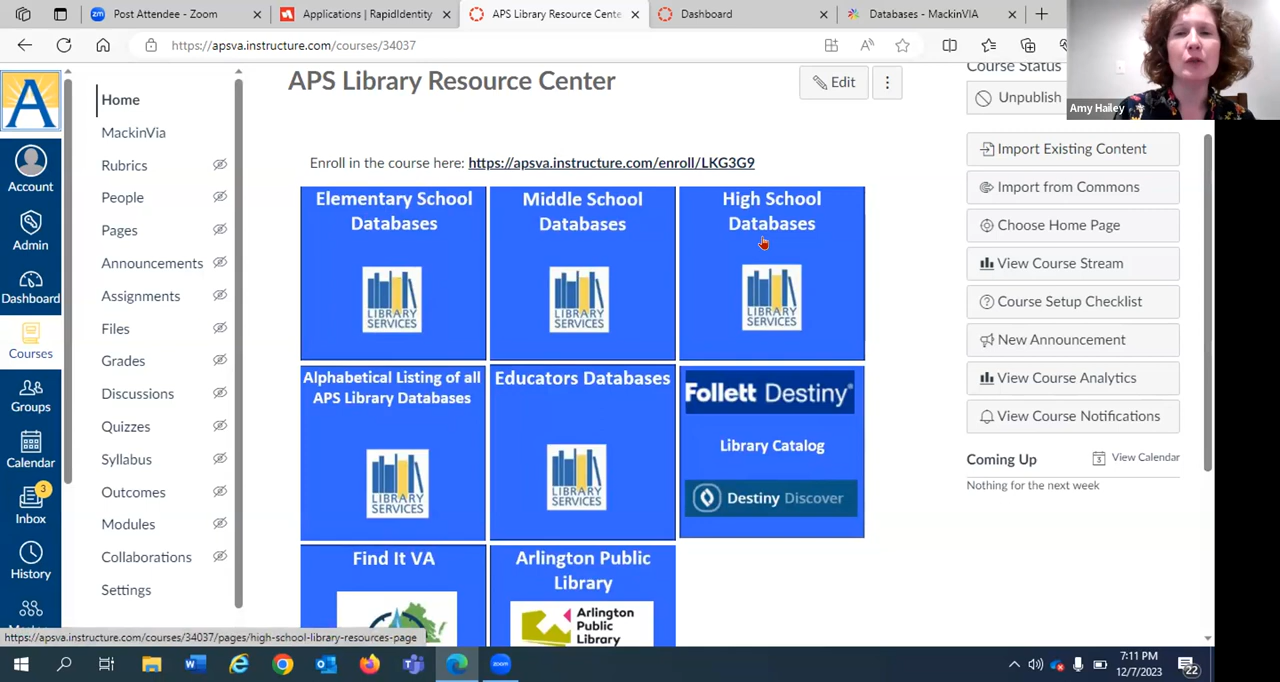 Post Attendee - Zoom
Applications | RapidIdentity
APS Library Resource Cente
Dashboard
Databases - MackinVIA
https://apsva.instructure.com/courses/34037
Amy Hailey
APS Library Resource Center
Edit
Course Status
Unpublish
Enroll in the course here: https://apsva.instructure.com/enroll/LKG3G9
Account
Admin
Dashboard
Courses
Groups
Calendar
3
Inbox
History
Home
MackinVia
Rubrics
People
Pages
Announcements
Assignments
Files
Grades
Discussions
Quizzes
Syllabus
Outcomes
Modules
Collaborations
Settings
Elementary School
Databases
LIBRARY
SERVICES
Middle School
Databases
LIBRARY
SERVICES
High School
Databases
LIBRARY
SERVICES
Alphabetical Listing of all
APS Library Databases
LIBRARY
SERVICES
Educators Databases
LIBRARY
SERVICES
Follett Destiny®
Library Catalog
Destiny Discover
Find It VA
Arlington Public
Library
Arlington
Public
Library
Import Existing Content
Import from Commons
Choose Home Page
View Course Stream
Course Setup Checklist
New Announcement
View Course Analytics
View Course Notifications
Coming Up
3
View Calendar
Nothing for the next week
https://apsva.instructure.com/courses/34037/pages/high-school-library-resources-page
zoom
7:11 PM
12/7/2023
22